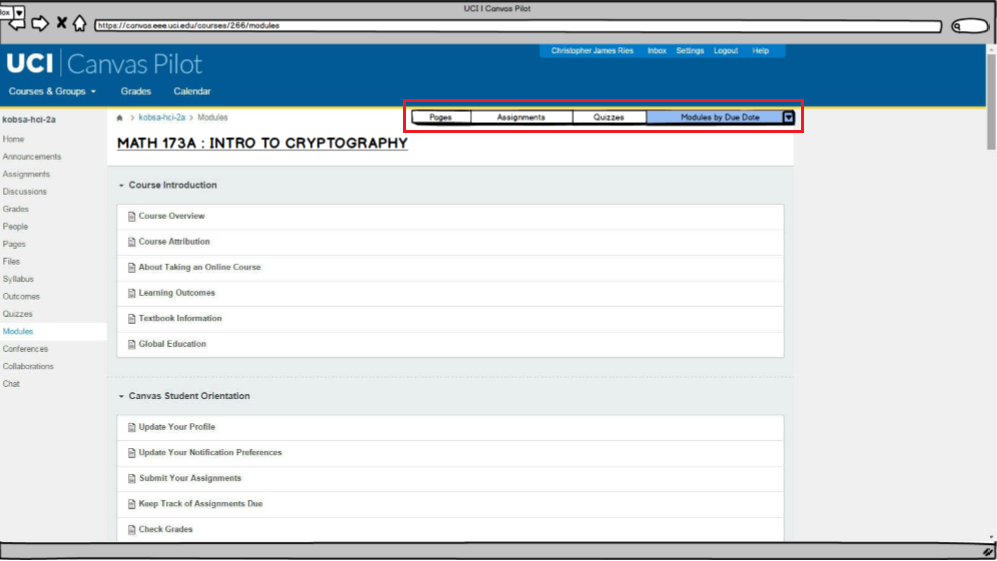 UCI | Canvas Pilot
https://canvas.eee.uci.edu/courses/266/modules
Christopher James Ries Inbox Settings Logout Help
UCI Canvas Pilot
Courses & Groups Grades Calendar
kobsa-hci-2a
Home
Announcements
Assignments
Discussions
Grades
People
Pages
Files
Syllabus
Outcomes
Quizzes
Modules
Conferences
Collaborations
Chat
> kobsa-hci-2a > Modules
Pages Assignments Quizzes Modules by Due Date
MATH 173A : INTRO TO CRYPTOGRAPHY
Course Introduction
Course Overview
Course Attribution
About Taking an Online Course
Learning Outcomes
Textbook Information
Global Education
Canvas Student Orientation
Update Your Profile
Update Your Notification Preferences
Submit Your Assignments
Keep Track of Assignments Due
Check Grades